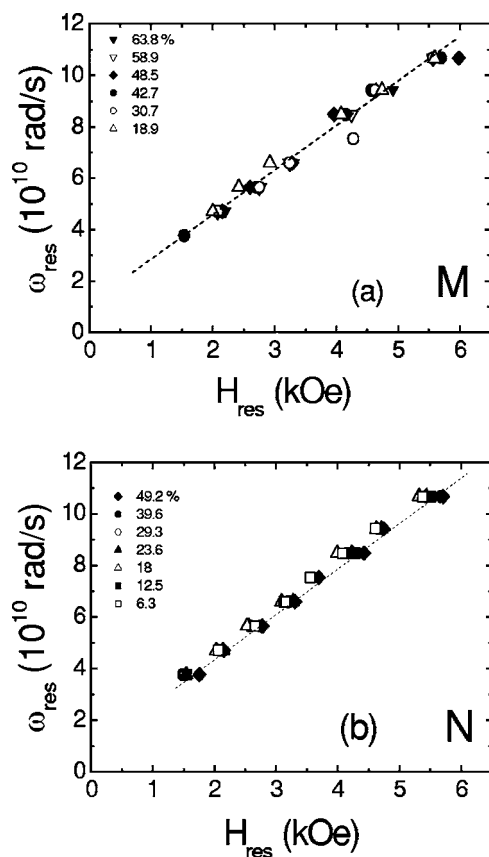 12
10
8
6
4
2
0
ω_res (10^10 rad/s)
63.8 %
58.9
48.5
42.7
30.7
18.9
(a)
M
0 1 2 3 4 5 6
H_res (kOe)
12
10
8
6
4
2
0
ω_res (10^10 rad/s)
49.2 %
39.6
29.3
23.6
18
12.5
6.3
(b)
N
0 1 2 3 4 5 6
H_res (kOe)